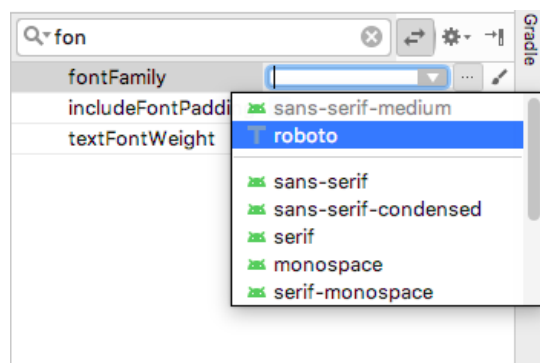 fon
Gradle
fontFamily
includeFontPaddi
sans-serif-medium
textFontWeight
roboto
sans-serif
sans-serif-condensed
serif
monospace
serif-monospace